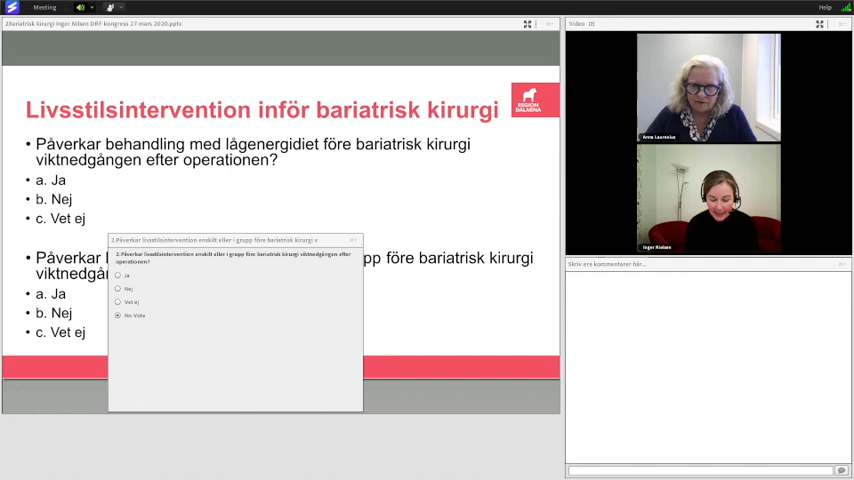 Meeting
Help
2Bariatrisk kirurgi Inger Nilsen DRF kongress 27 mars 2020.pptx
Livsstilsintervention inför bariatrisk kirurgi
REGION
DALARNA
• Påverkar behandling med lågenergidiet före bariatrisk kirurgi
viktnedgången efter operationen?
• a. Ja
• b. Nej
• c. Vet ej
• Påverkar
pp före bariatrisk kirurgi
viktnedgå
• a. Ja
• b. Nej
• c. Vet ej
2.Påverkar livsstilsintervention enskilt eller i grupp före bariatrisk kirurgi v
2.Påverkar livsstilsintervention enskilt eller i grupp före bariatrisk kirurgi viktnedgången efter
operationen?
Ja
Nej
Vet ej
No Vote
Video
Anna Laurenius
Inger Nielsen
Skriv era kommentarer här...